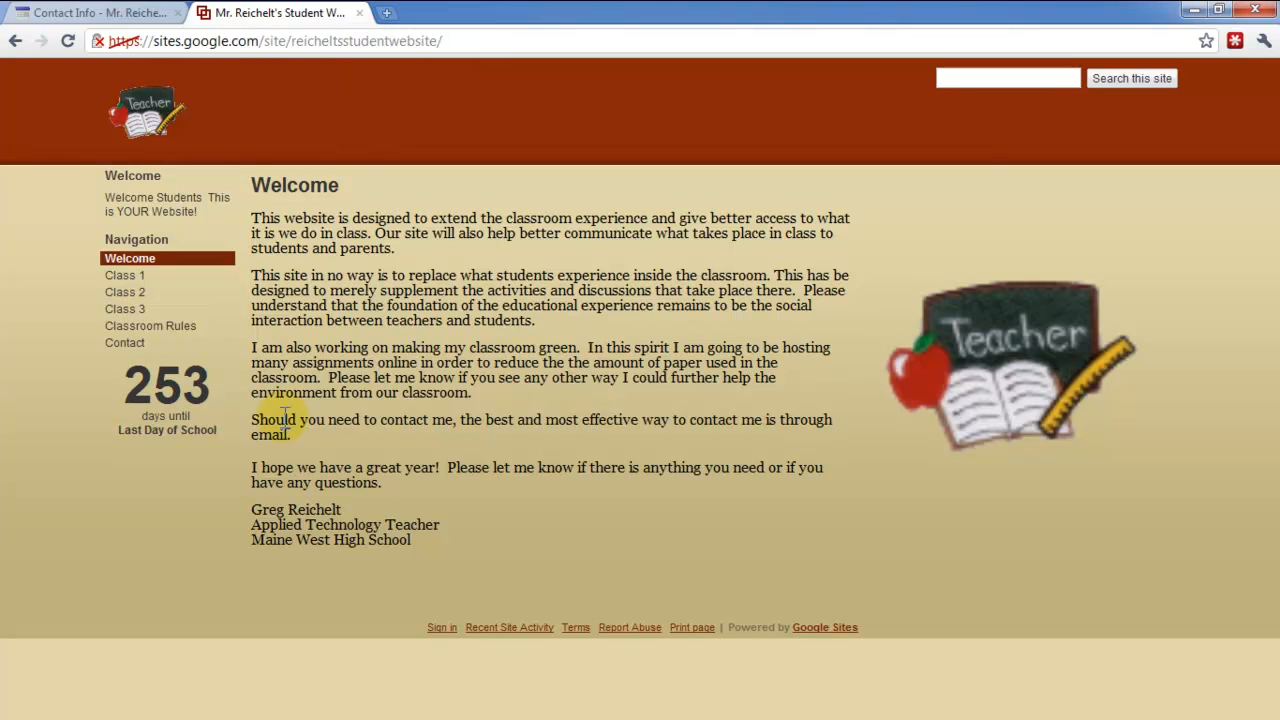 Contact Info - Mr. Reiche...
Mr. Reichelt's Student W...
https://sites.google.com/site/reicheltsstudentwebsite/
Teacher
Search this site
Welcome
Welcome Students  This
is YOUR Website!
Navigation
Welcome
Class 1
Class 2
Class 3
Classroom Rules
Contact
253
days until
Last Day of School
Welcome
This website is designed to extend the classroom experience and give better access to what
it is we do in class. Our site will also help better communicate what takes place in class to
students and parents.
This site in no way is to replace what students experience inside the classroom. This has be
designed to merely supplement the activities and discussions that take place there.  Please
understand that the foundation of the educational experience remains to be the social
interaction between teachers and students.
I am also working on making my classroom green.  In this spirit I am going to be hosting
many assignments online in order to reduce the the amount of paper used in the
classroom.  Please let me know if you see any other way I could further help the
environment from our classroom.
Should you need to contact me, the best and most effective way to contact me is through
email.
I hope we have a great year!  Please let me know if there is anything you need or if you
have any questions.
Greg Reichelt
Applied Technology Teacher
Maine West High School
Teacher
Sign in  Recent Site Activity  Terms  Report Abuse  Print page  |  Powered by Google Sites